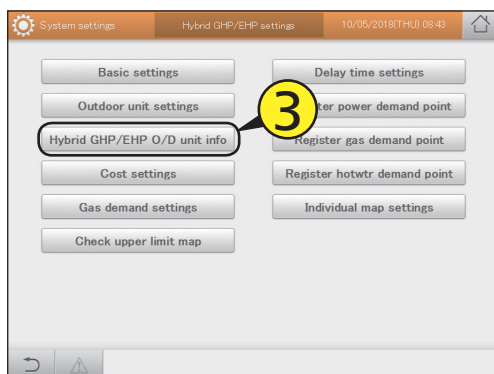 System settings
Hybrid GHP/EHP settings
10/05/2018(THU) 08:43
Basic settings
Delay time settings
Outdoor unit settings
ter power demand point
3
Hybrid GHP/EHP O/D unit info
Register gas demand point
Cost settings
Register hotwtr demand point
Gas demand settings
Individual map settings
Check upper limit map